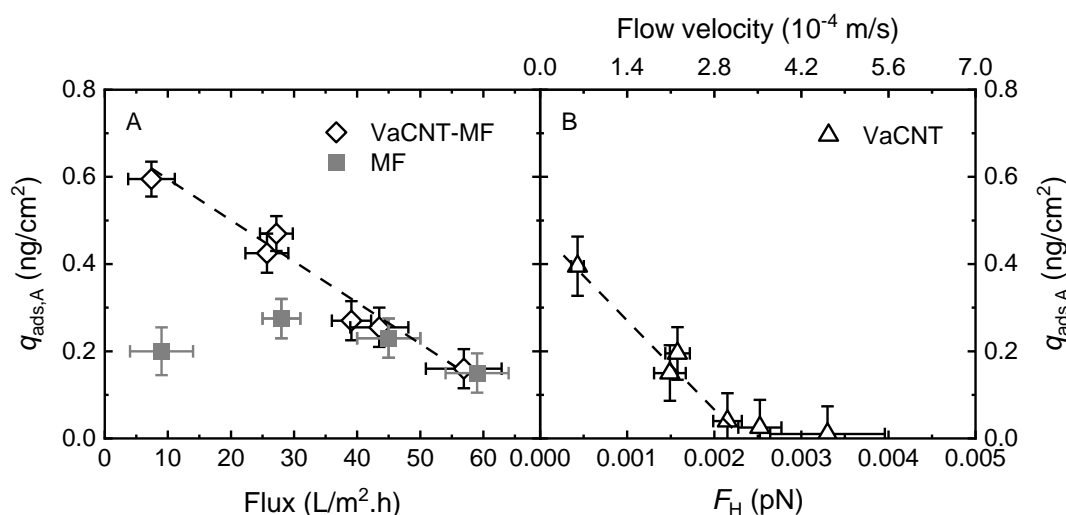 Flow velocity (10⁻⁴ m/s)
0.0 1.4 2.8 4.2 5.6 7.0
0.8 0.8
A VaCNT-MF B VaCNT
MF
0.6 0.6
0.4 0.4
0.2 0.2
0.0 0.0
q_ads,A (ng/cm²)
q_ads,A (ng/cm²)
0 10 20 30 40 50 60 0.000 0.001 0.002 0.003 0.004 0.005
Flux (L/m².h) F_H (pN)